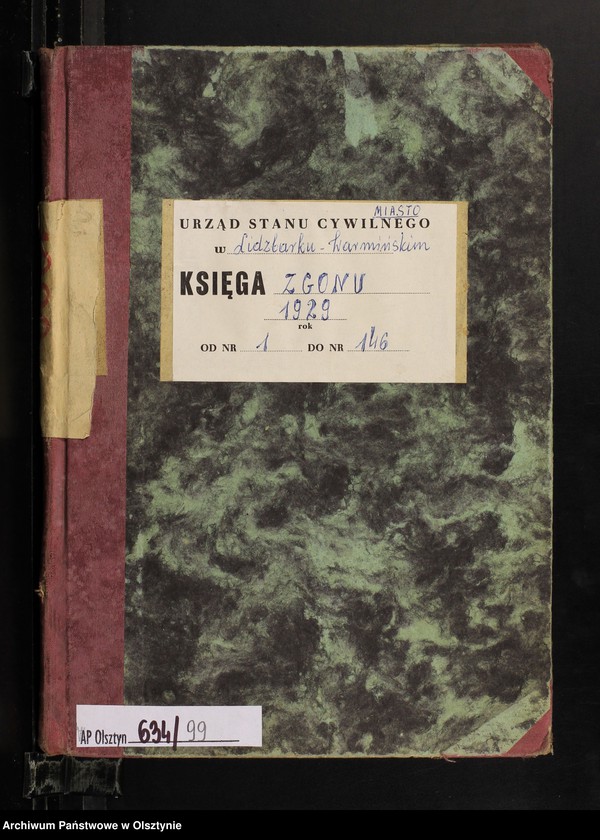 MIASTO
URZĄD STANU CYWILNEGO
w Lidzbarku-Warmińskim
KSIĘGA ZGONU
1929
rok
OD NR 1 DO NR 146
AP Olsztyn 634/99
Archiwum Państwowe w Olsztynie